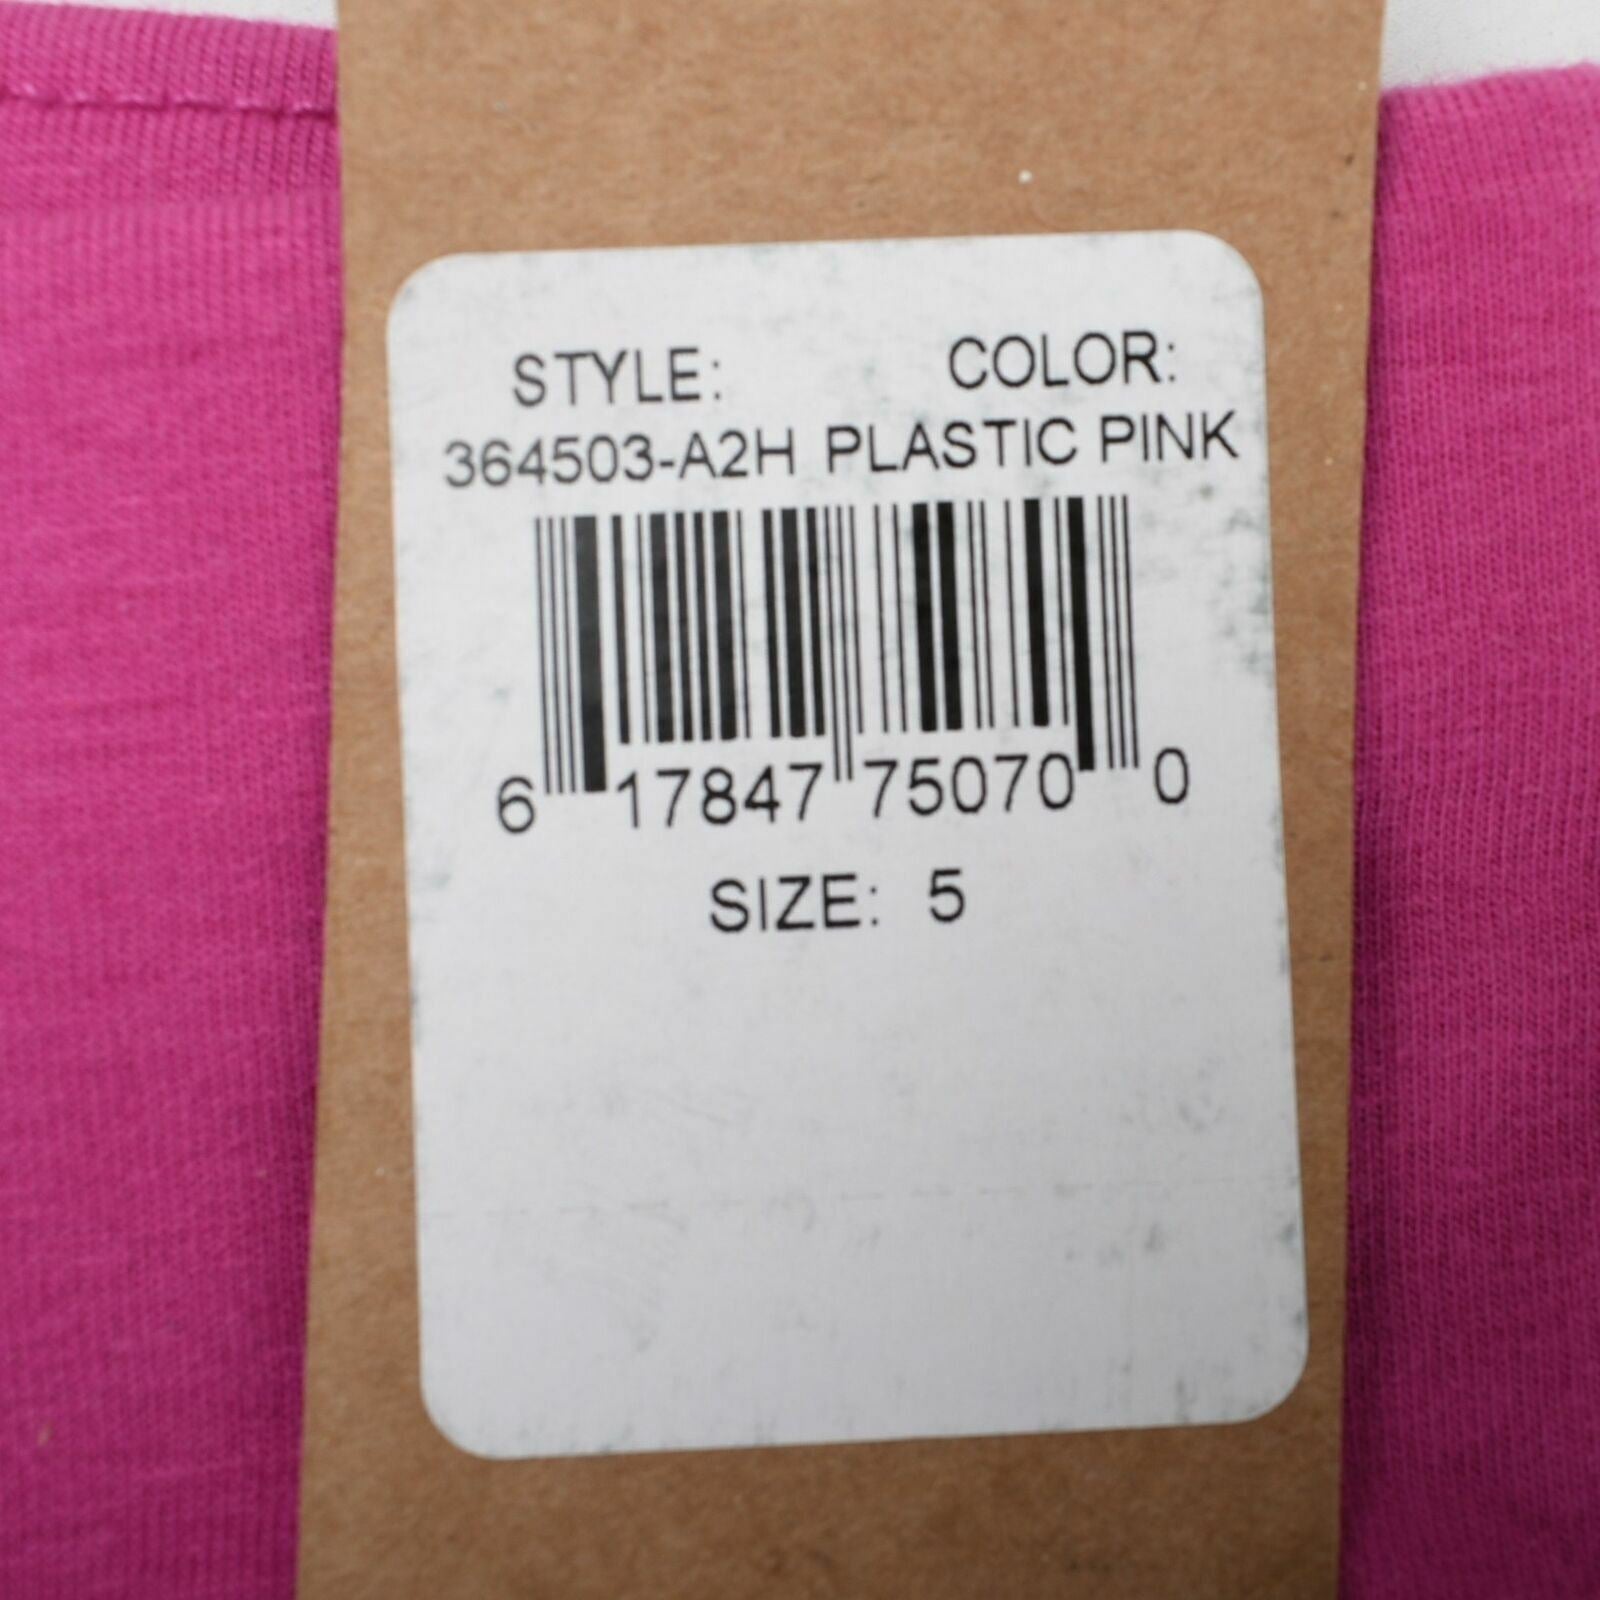 STYLE: COLOR:
364503-A2H PLASTIC PINK
6 17847 75070 0
SIZE: 5